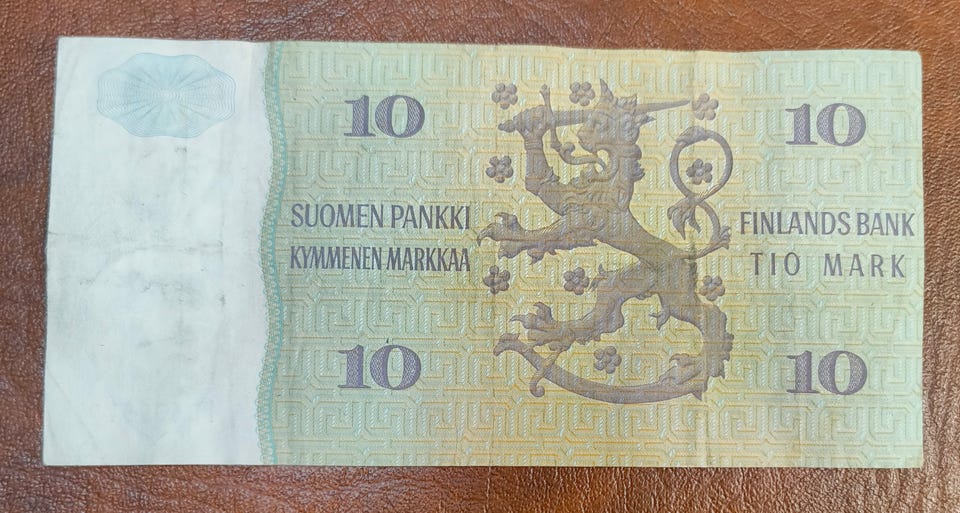 10
10
SUOMEN PANKKI
KYMMENEN MARKKAA
FINLANDS BANK
TIO MARK
10
10